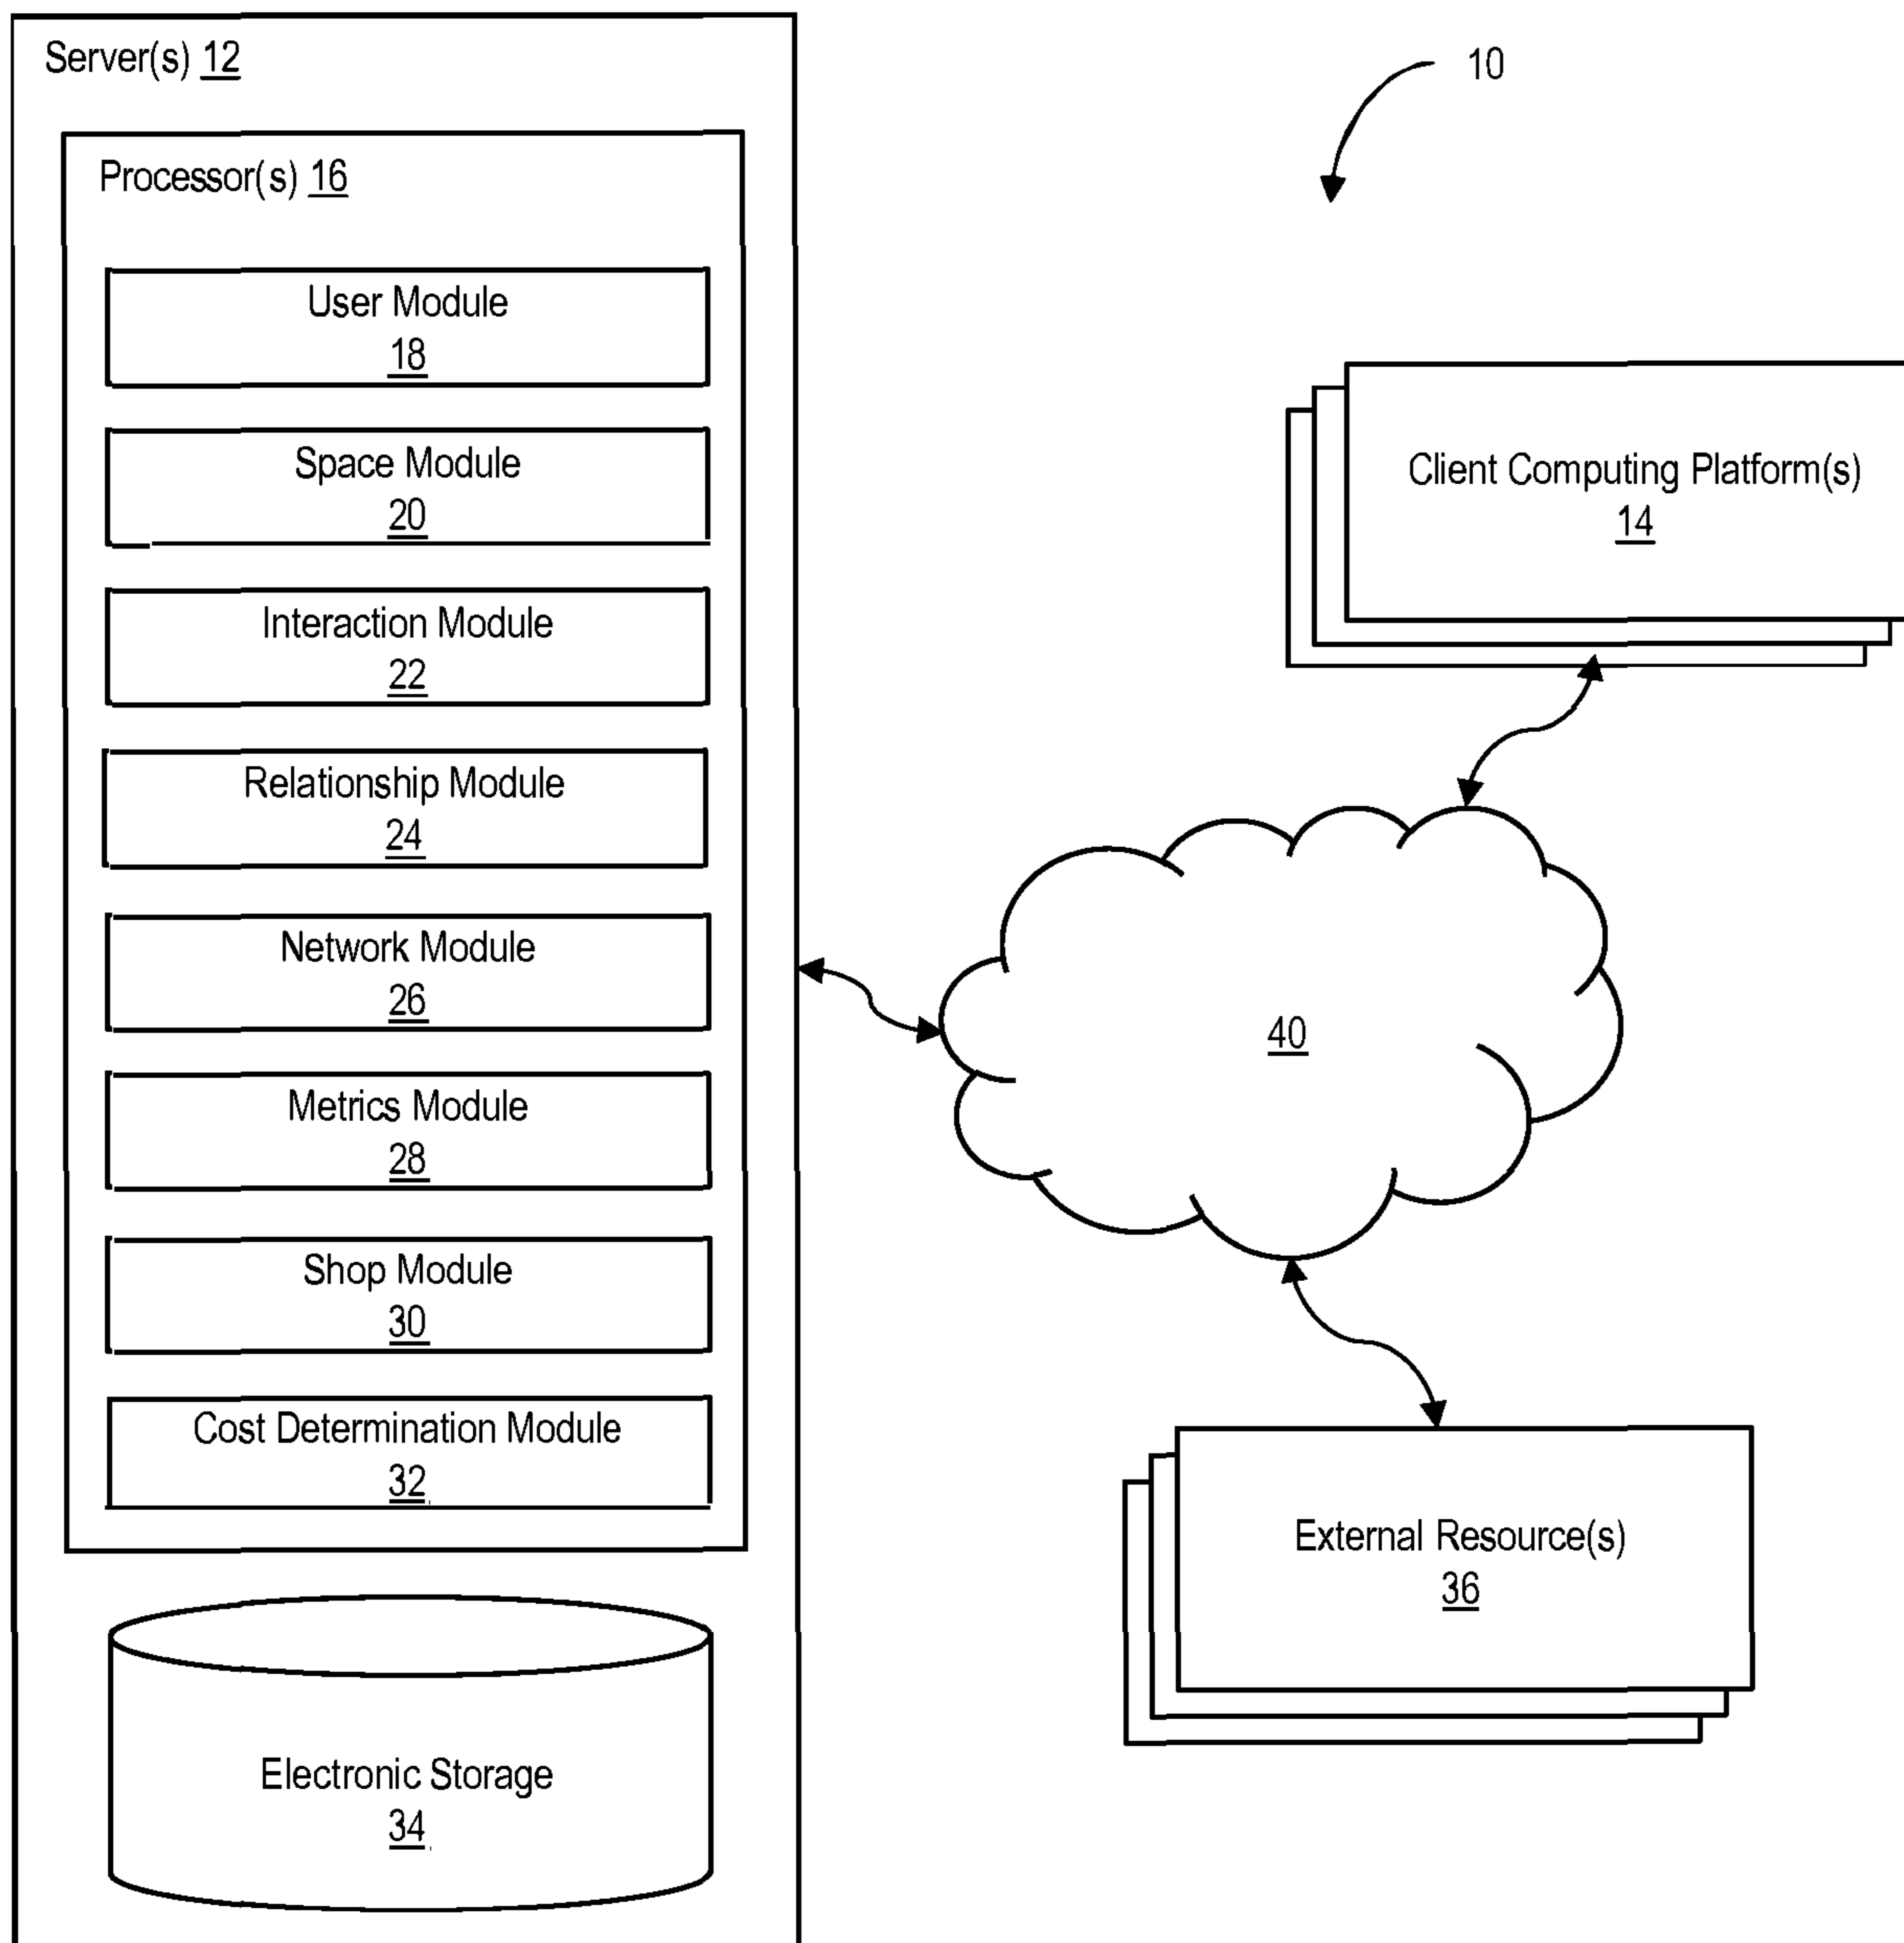 Server(s) 12
Processor(s) 16
User Module
18
Space Module
20
Interaction Module
22
Relationship Module
24
Network Module
26
Metrics Module
28
Shop Module
30
Cost Determination Module
32
Electronic Storage
34
10
Client Computing Platform(s)
14
40
External Resource(s)
36